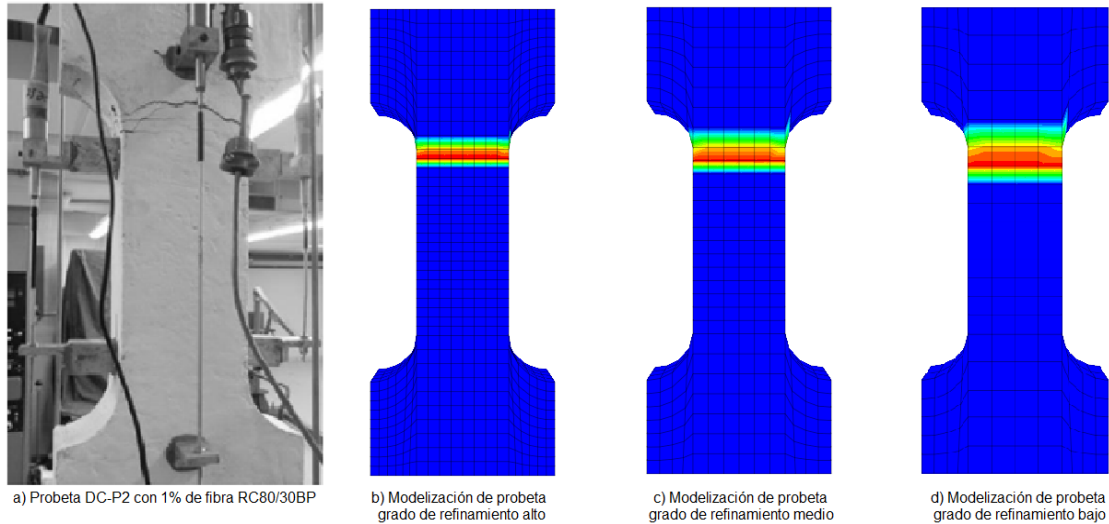 a) Probeta DC-P2 con 1% de fibra RC80/30BP
b) Modelización de probeta
grado de refinamiento alto
c) Modelización de probeta
grado de refinamiento medio
d) Modelización de probeta
grado de refinamiento bajo